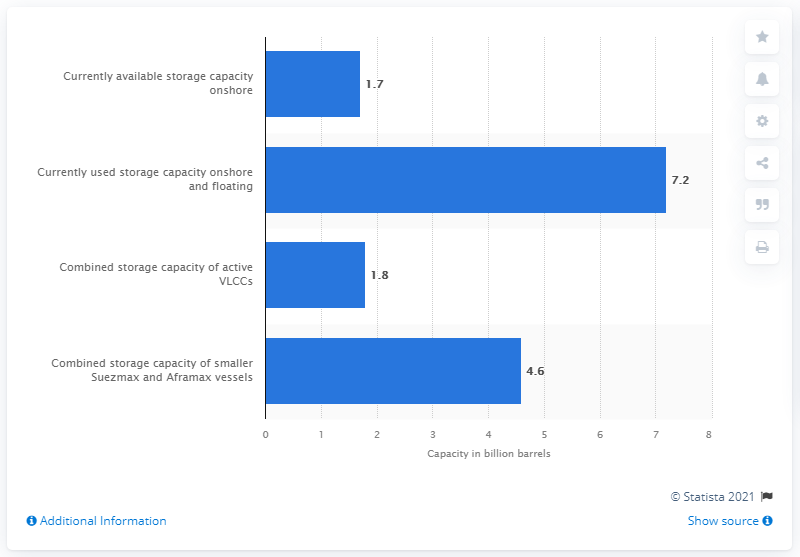 Currently available storage capacity
onshore
1.7
Currently used storage capacity onshore
and floating
7.2
Combined storage capacity of active
VLCCs
1.8
Combined storage capacity of smaller
Suezmax and Aframax vessels
4.6
0 1 2 3 4 5 6 7 8
Capacity in billion barrels
© Statista 2021
Additional Information
Show source